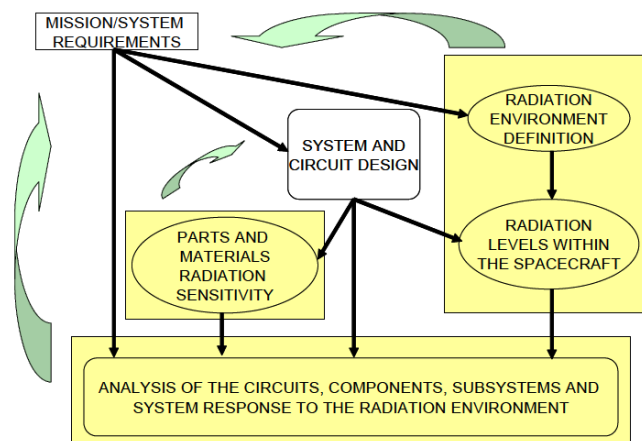 MISSION/SYSTEM
REQUIREMENTS
RADIATION
ENVIRONMENT
DEFINITION
SYSTEM AND
CIRCUIT DESIGN
PARTS AND
MATERIALS
RADIATION
SENSITIVITY
RADIATION
LEVELS WITHIN
THE SPACECRAFT
ANALYSIS OF THE CIRCUITS, COMPONENTS, SUBSYSTEMS AND
SYSTEM RESPONSE TO THE RADIATION ENVIRONMENT